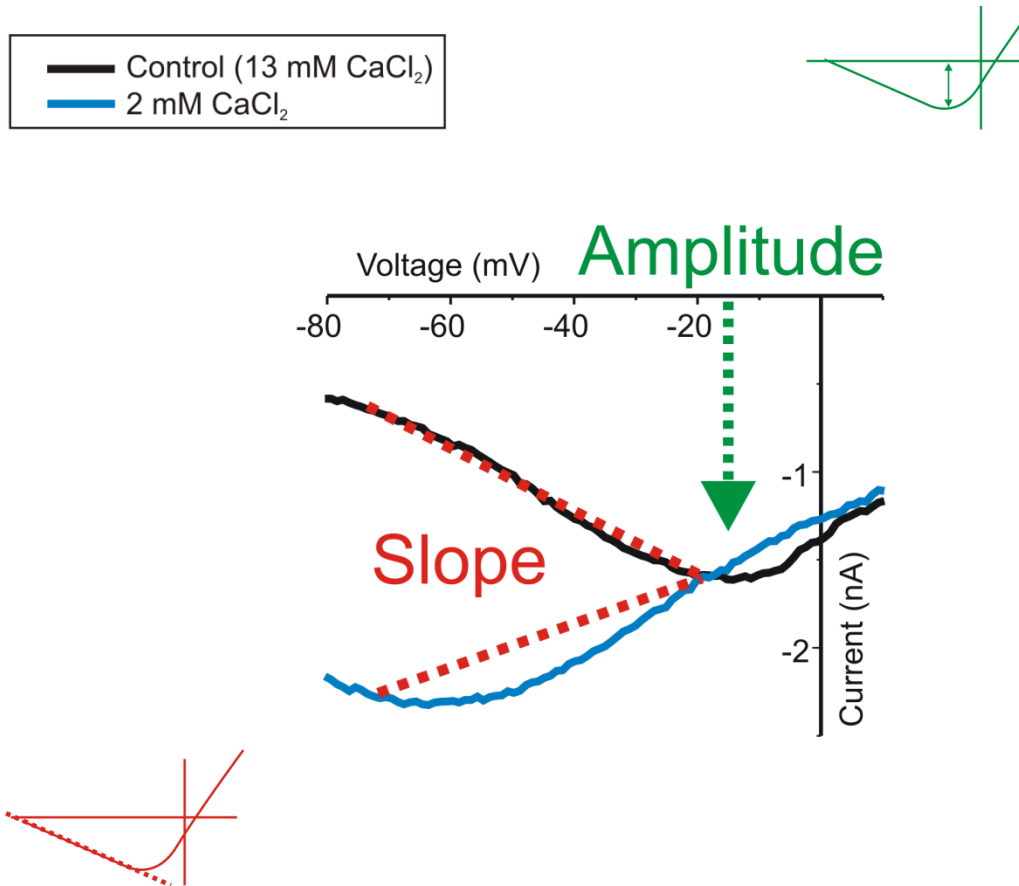 Control (13 mM CaCl₂)
2 mM CaCl₂
Amplitude
Voltage (mV)
-80 -60 -40 -20
-1
Slope
-2
Current (nA)